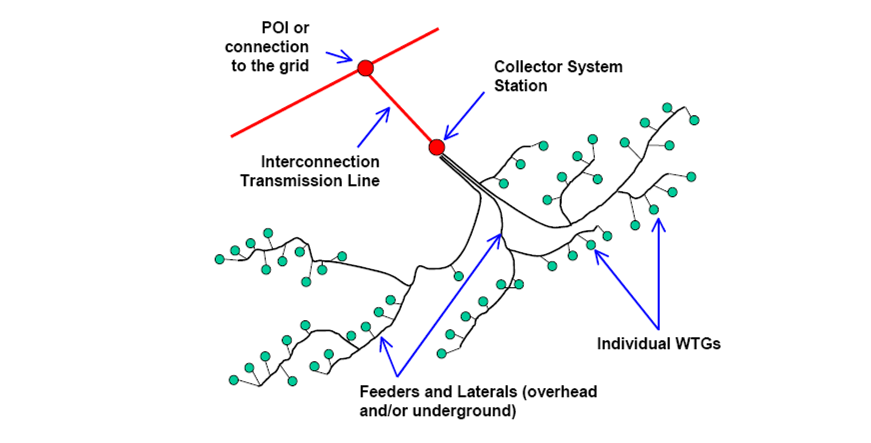 POI or
connection
to the grid
Collector System
Station
Interconnection
Transmission Line
Individual WTGs
Feeders and Laterals (overhead
and/or underground)